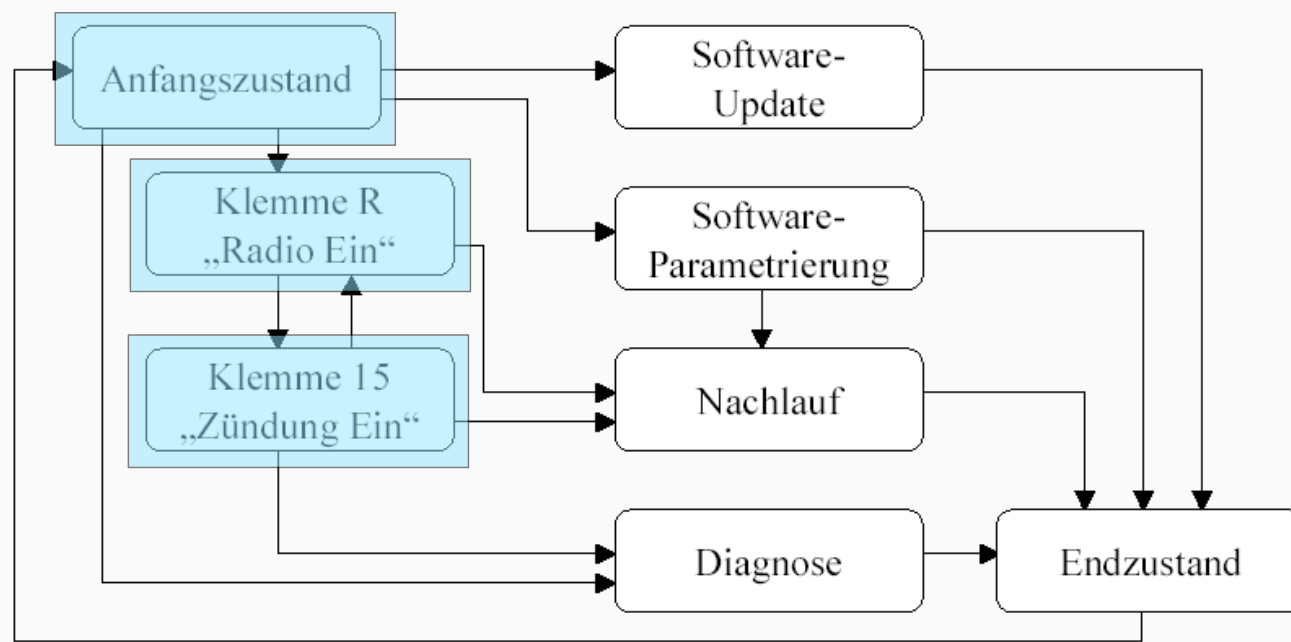 Anfangszustand
Software-
Update
Klemme R
„Radio Ein“
Software-
Parametrierung
Klemme 15
„Zündung Ein“
Nachlauf
Diagnose
Endzustand